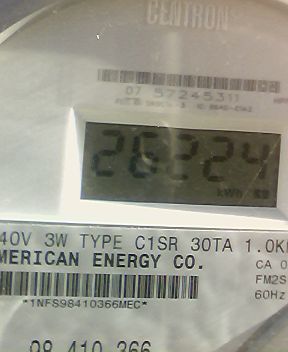 CENTRON
07 57245311
26224
kWh
40V 3W TYPE C1SR 30TA 1.0K
MERICAN ENERGY CO.
CA 0
FM2S
60Hz
*1NFS98410366MEC*
98 410 366